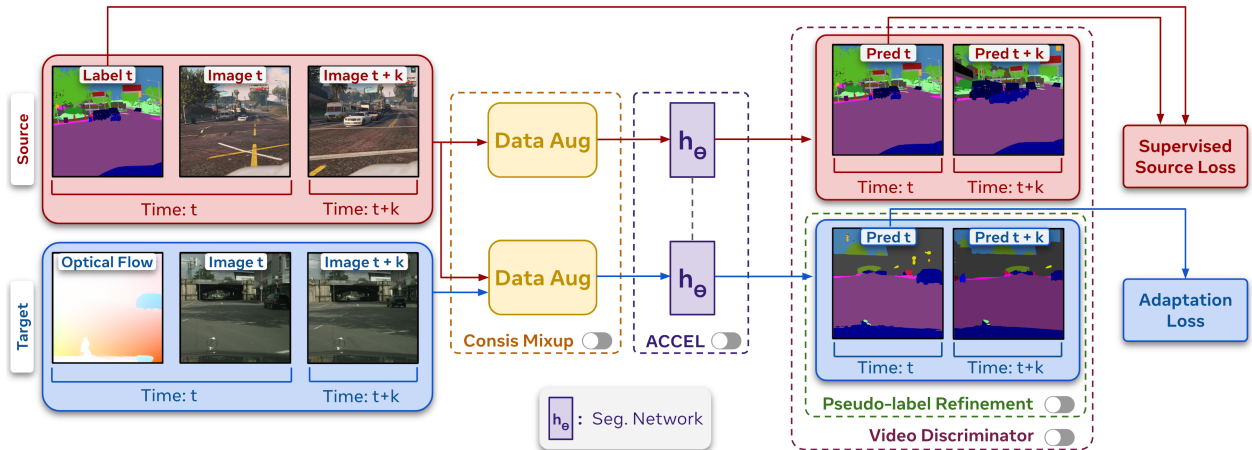 Source
Label t
Image t
Image t + k
Time: t
Time: t+k
Target
Optical Flow
Image t
Image t + k
Time: t
Time: t+k
Data Aug
Data Aug
Consis Mixup
hθ
hθ
ACCEL
hθ : Seg. Network
Pred t
Pred t + k
Time: t
Time: t+k
Pred t
Pred t + k
Time: t
Time: t+k
Pseudo-label Refinement
Video Discriminator
Supervised
Source Loss
Adaptation
Loss